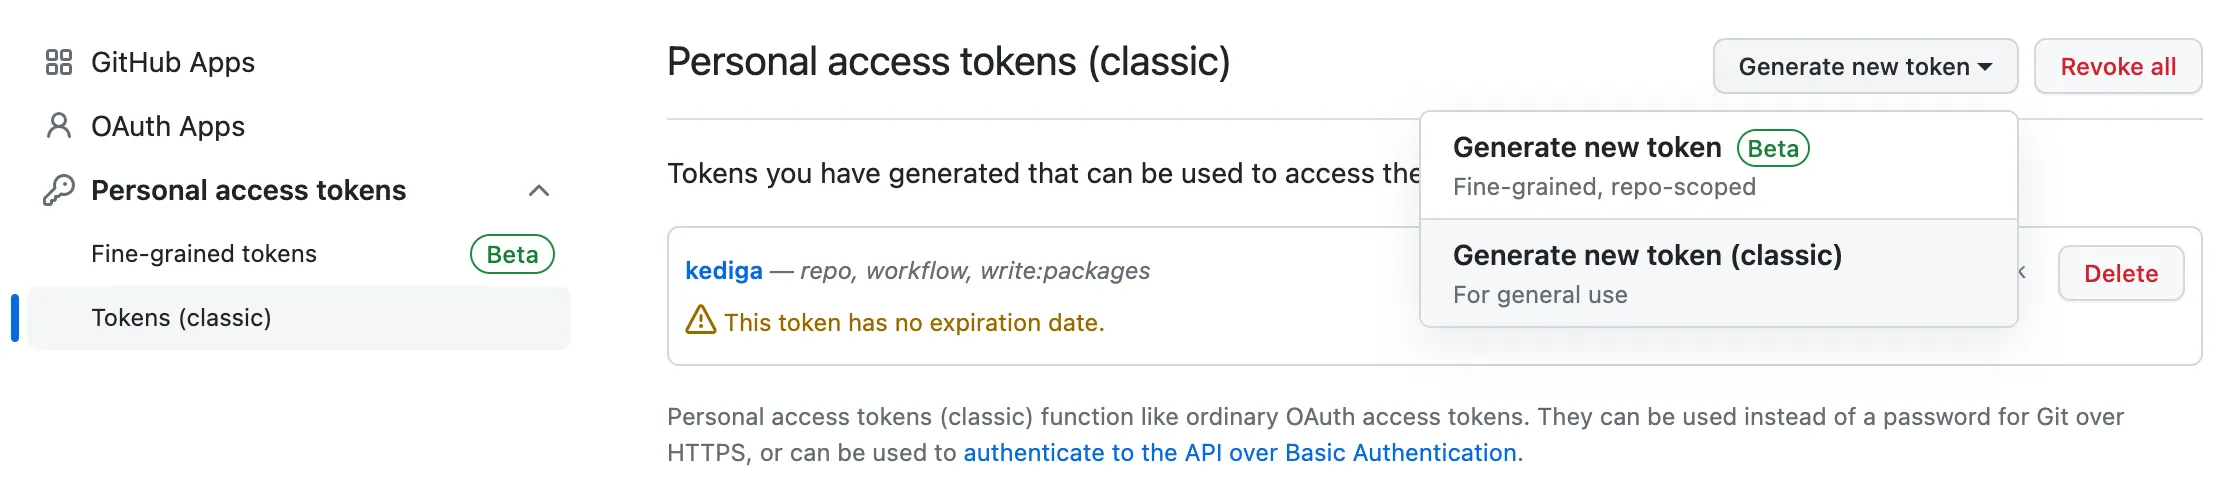 GitHub Apps
OAuth Apps
Personal access tokens
Fine-grained tokens Beta
Tokens (classic)
Personal access tokens (classic)
Generate new token
Revoke all
Generate new token Beta
Fine-grained, repo-scoped
Generate new token (classic)
For general use
Tokens you have generated that can be used to access the
kediga — repo, workflow, write:packages
Delete
This token has no expiration date.
Personal access tokens (classic) function like ordinary OAuth access tokens. They can be used instead of a password for Git over
HTTPS, or can be used to authenticate to the API over Basic Authentication.